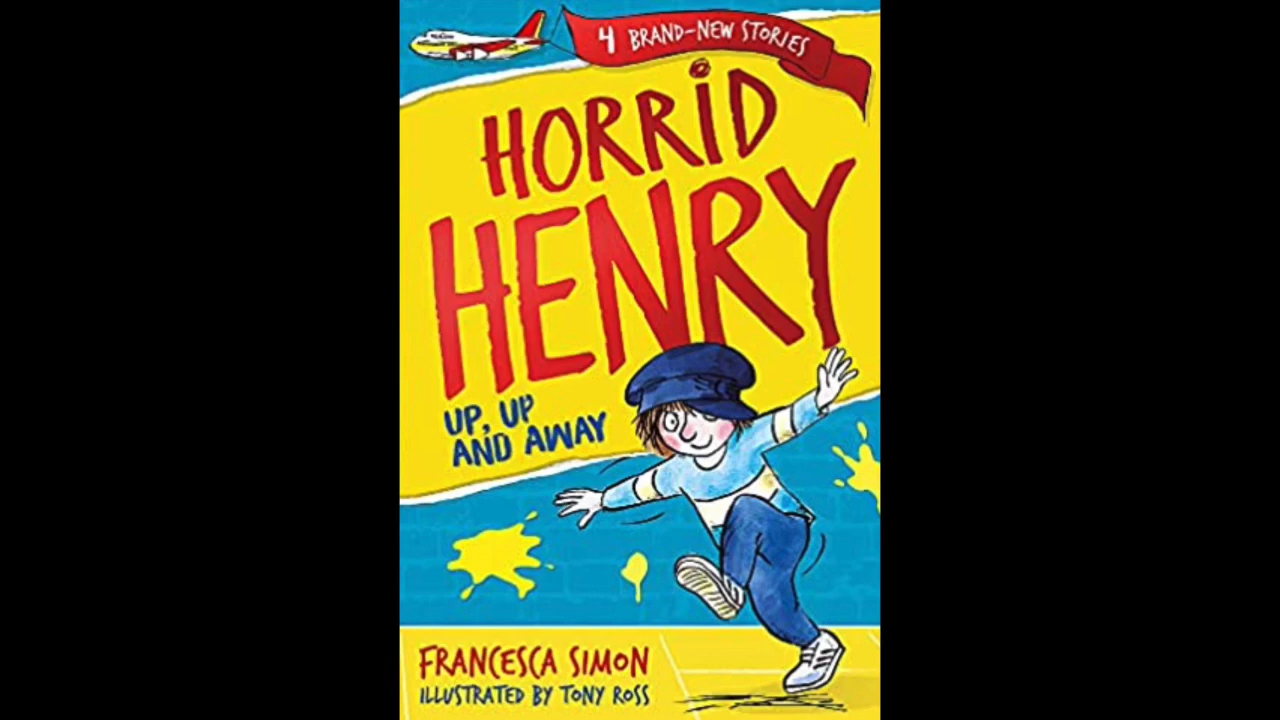 4 BRAND-NEW STORIES
HORRiD
HENRY
UP, UP
AND AWAY
FRANCESCA SIMON
ILLUSTRATED BY TONY ROSS